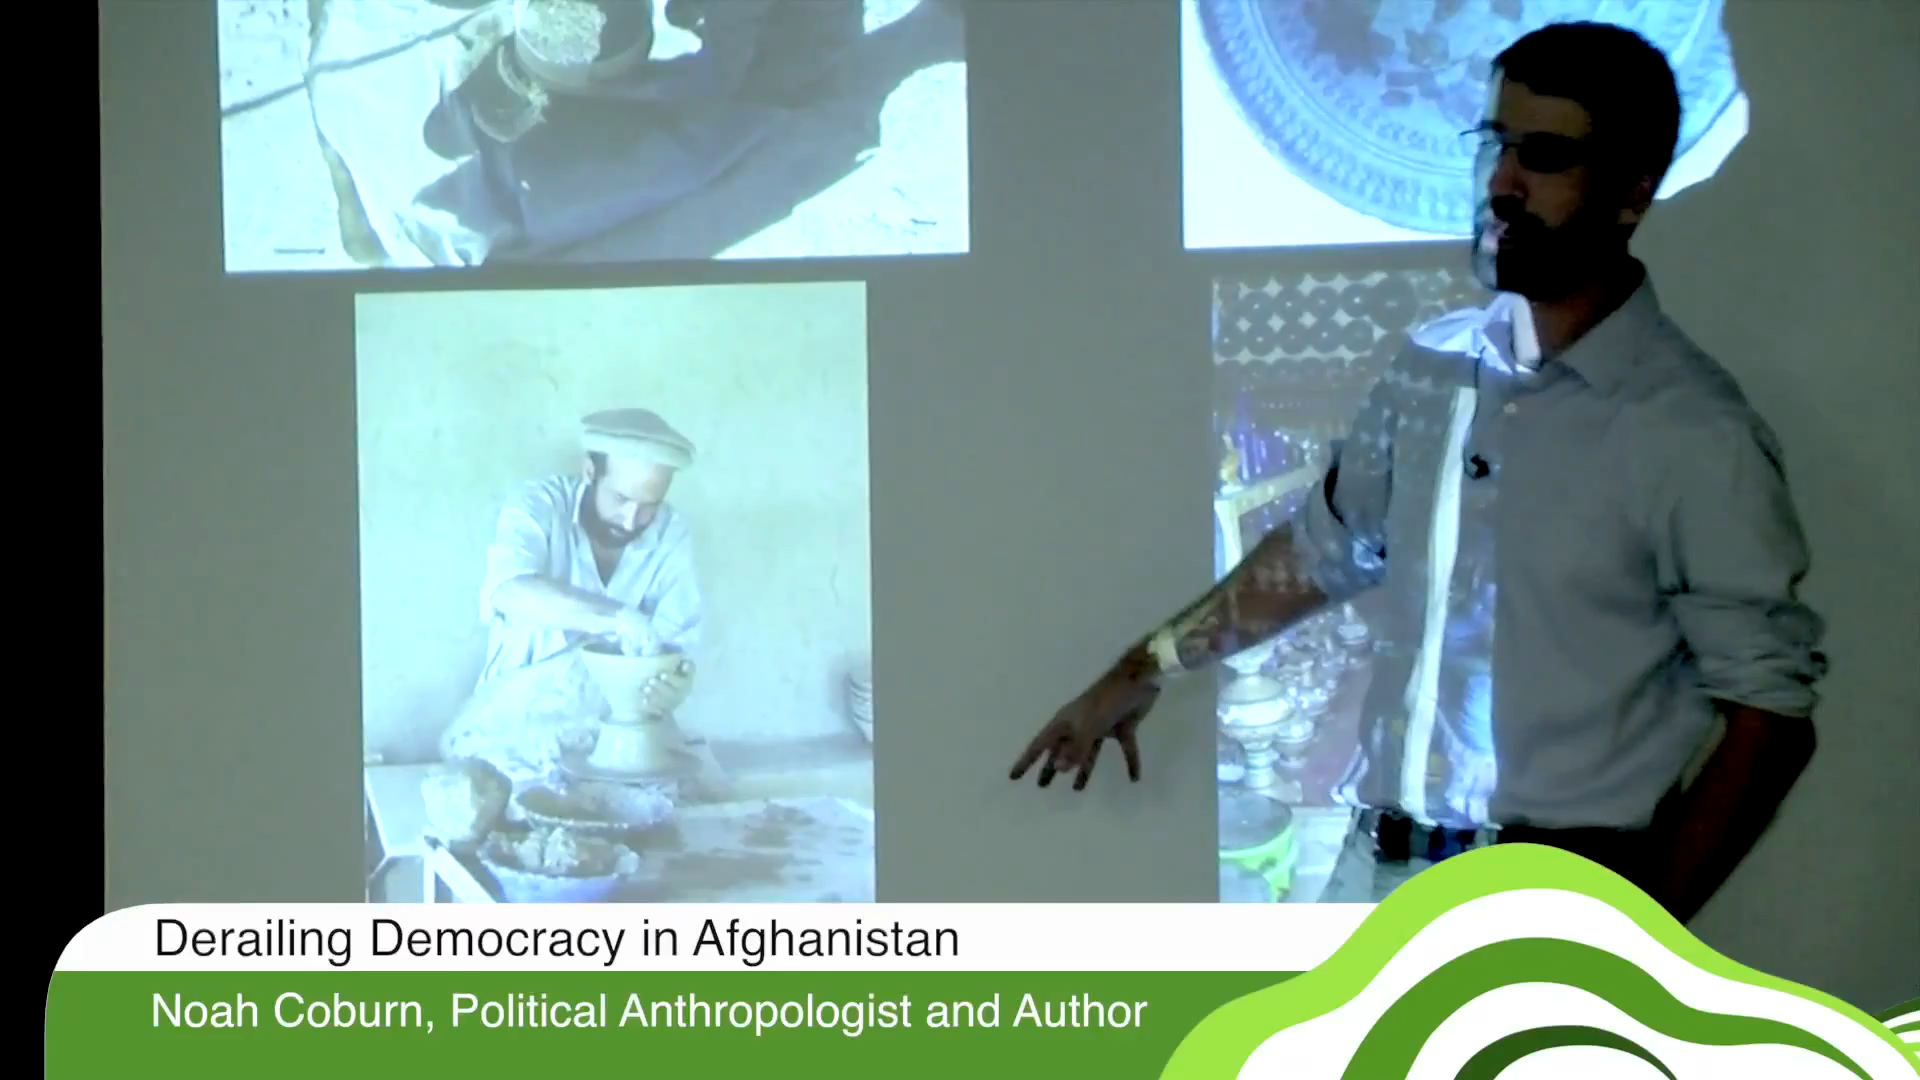 Derailing Democracy in Afghanistan
Noah Coburn, Political Anthropologist and Author